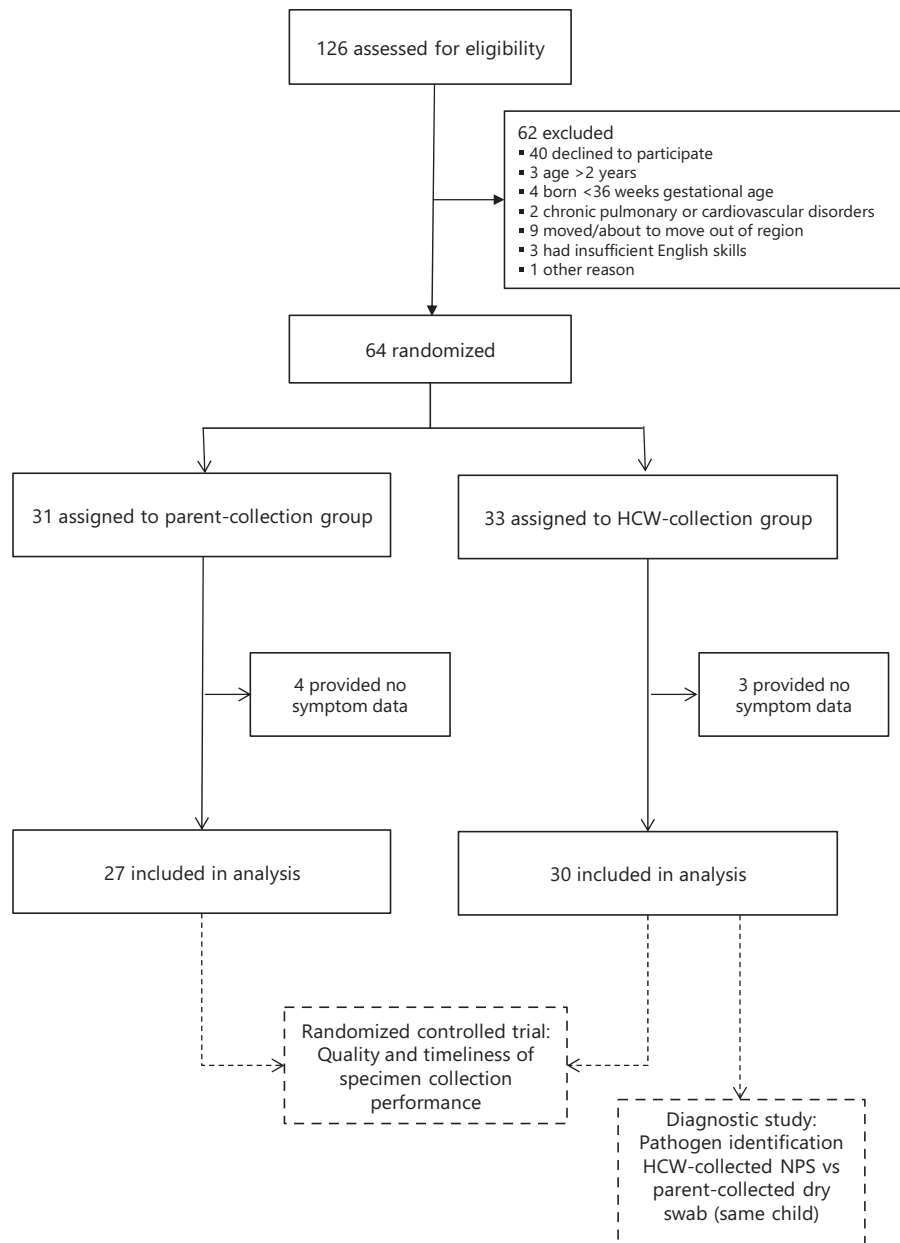 126 assessed for eligibility
62 excluded
▪ 40 declined to participate
▪ 3 age >2 years
▪ 4 born <36 weeks gestational age
▪ 2 chronic pulmonary or cardiovascular disorders
▪ 9 moved/about to move out of region
▪ 3 had insufficient English skills
▪ 1 other reason
64 randomized
31 assigned to parent-collection group
33 assigned to HCW-collection group
4 provided no
symptom data
3 provided no
symptom data
27 included in analysis
30 included in analysis
Randomized controlled trial:
Quality and timeliness of
specimen collection
performance
Diagnostic study:
Pathogen identification
HCW-collected NPS vs
parent-collected dry
swab (same child)